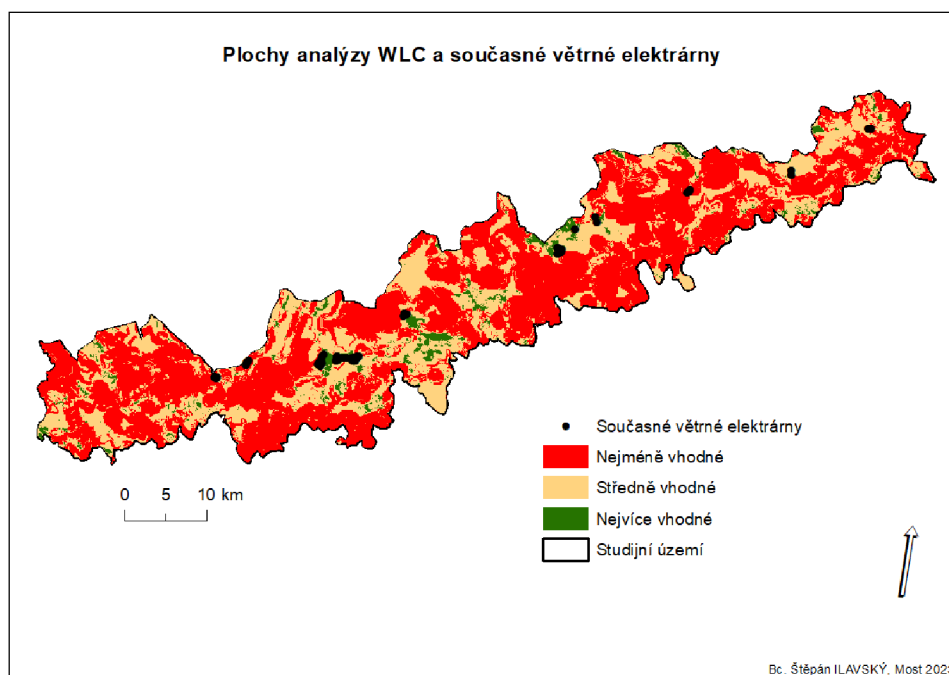 Plochy analýzy WLC a současné větrné elektrárny
Současné větrné elektrárny
Nejméně vhodné
Středně vhodné
Nejvíce vhodné
Studijní území
0 5 10 km
Bc. Štěpán ILAVSKÝ, Most 2023